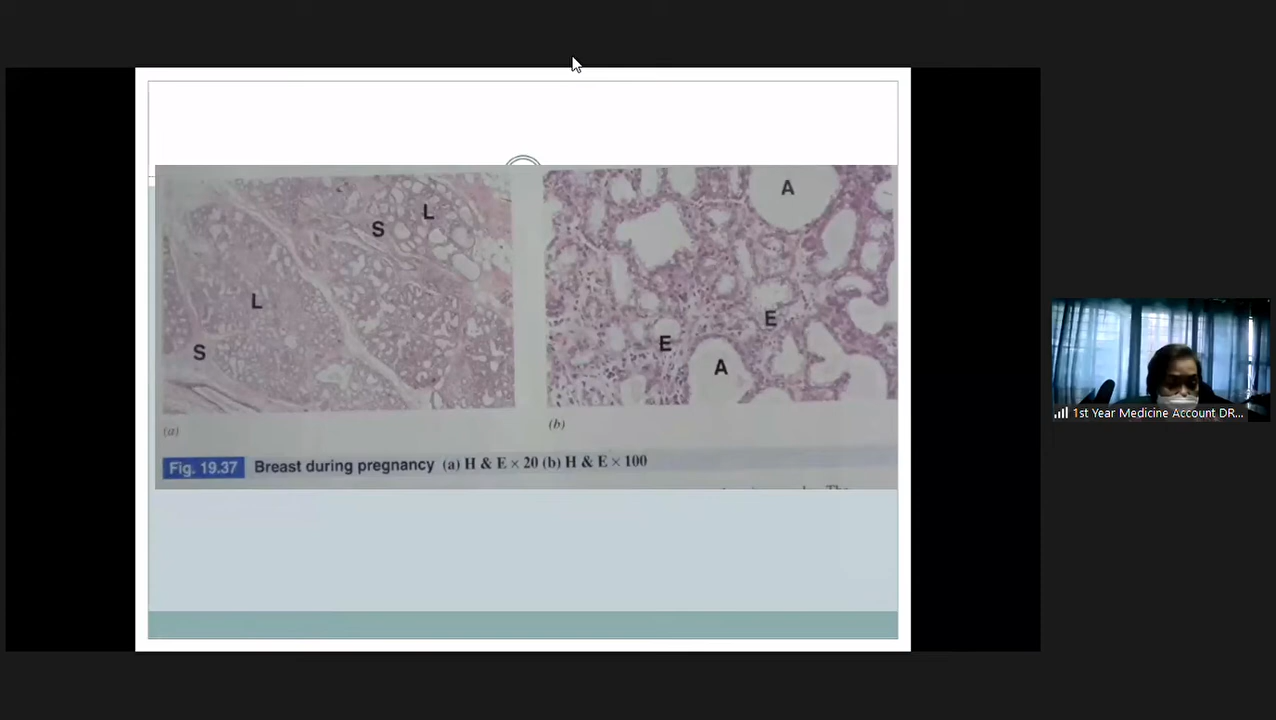 A
L
S
L
E
E
S
A
(a)
(b)
Fig. 19.37 Breast during pregnancy (a) H & E × 20 (b) H & E × 100
1st Year Medicine Account DR...